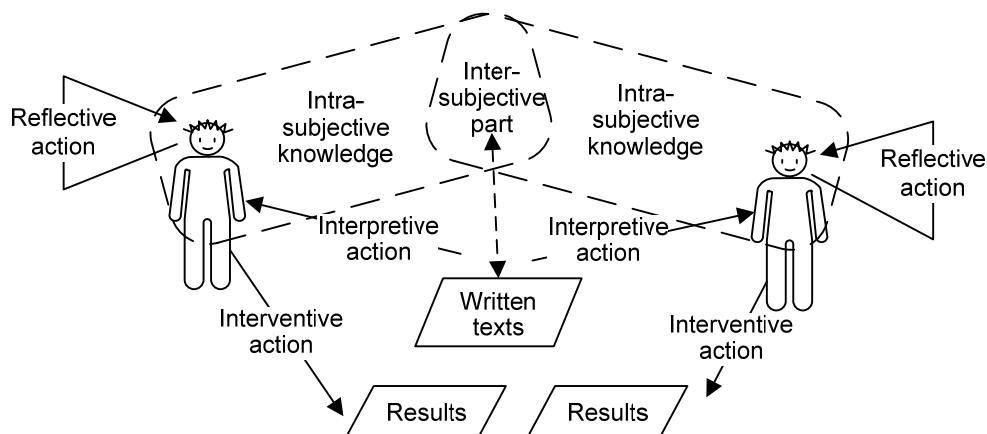 Inter-
subjective
part
Intra-
subjective
knowledge
Intra-
subjective
knowledge
Reflective
action
Reflective
action
Interpretive
action
Interpretive
action
Written
texts
Interventive
action
Interventive
action
Results
Results